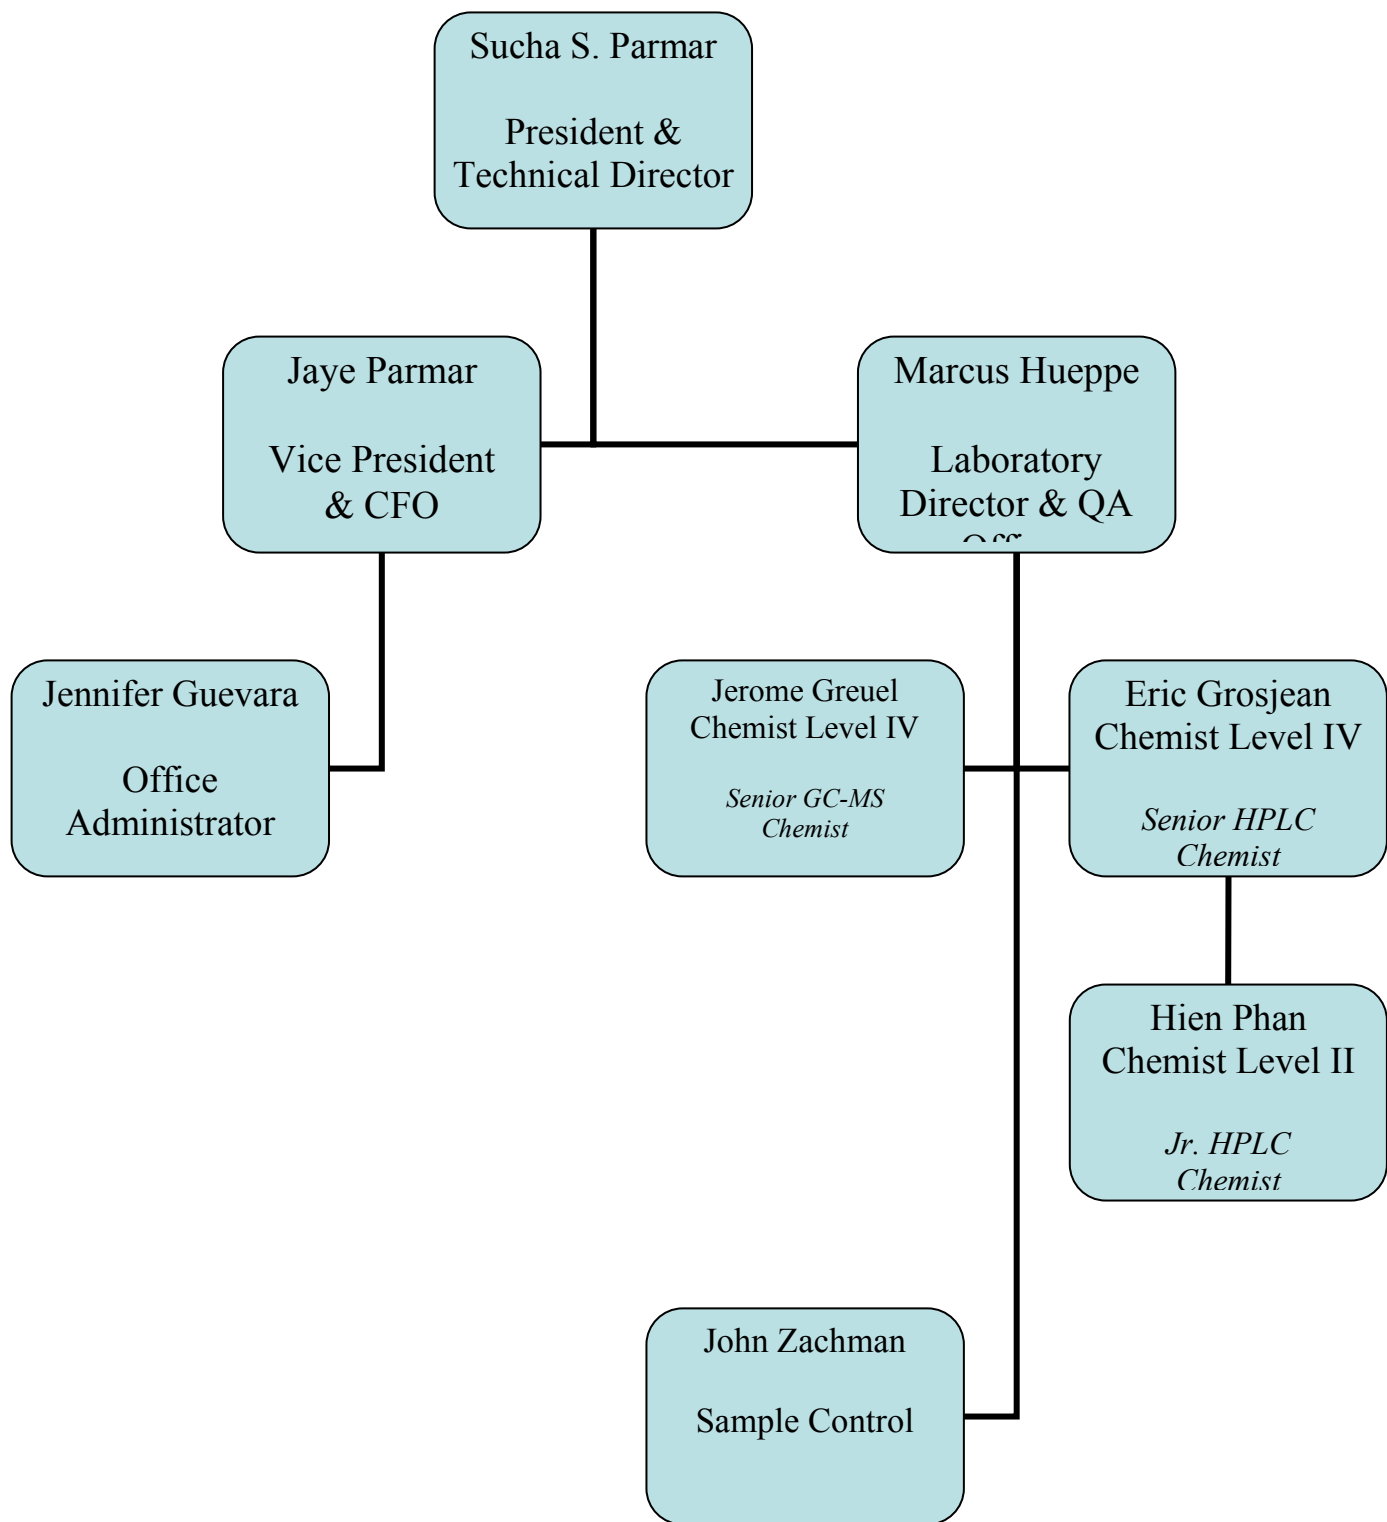 Sucha S. Parmar
President &
Technical Director
Jaye Parmar
Vice President
& CFO
Marcus Hueppe
Laboratory
Director & QA
Jennifer Guevara
Office
Administrator
Jerome Greuel
Chemist Level IV
Senior GC-MS
Chemist
Eric Grosjean
Chemist Level IV
Senior HPLC
Chemist
Hien Phan
Chemist Level II
Jr. HPLC
Chemist
John Zachman
Sample Control